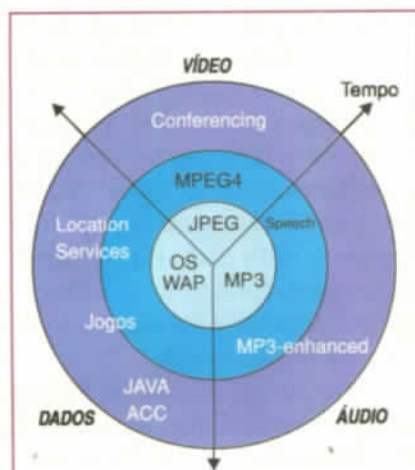 VÍDEO
Tempo
Conferencing
MPEG4
JPEG
Speech
Location
Services
OS
WAP
MP3
Jogos
MP3-enhanced
JAVA
ACC
DADOS
ÁUDIO